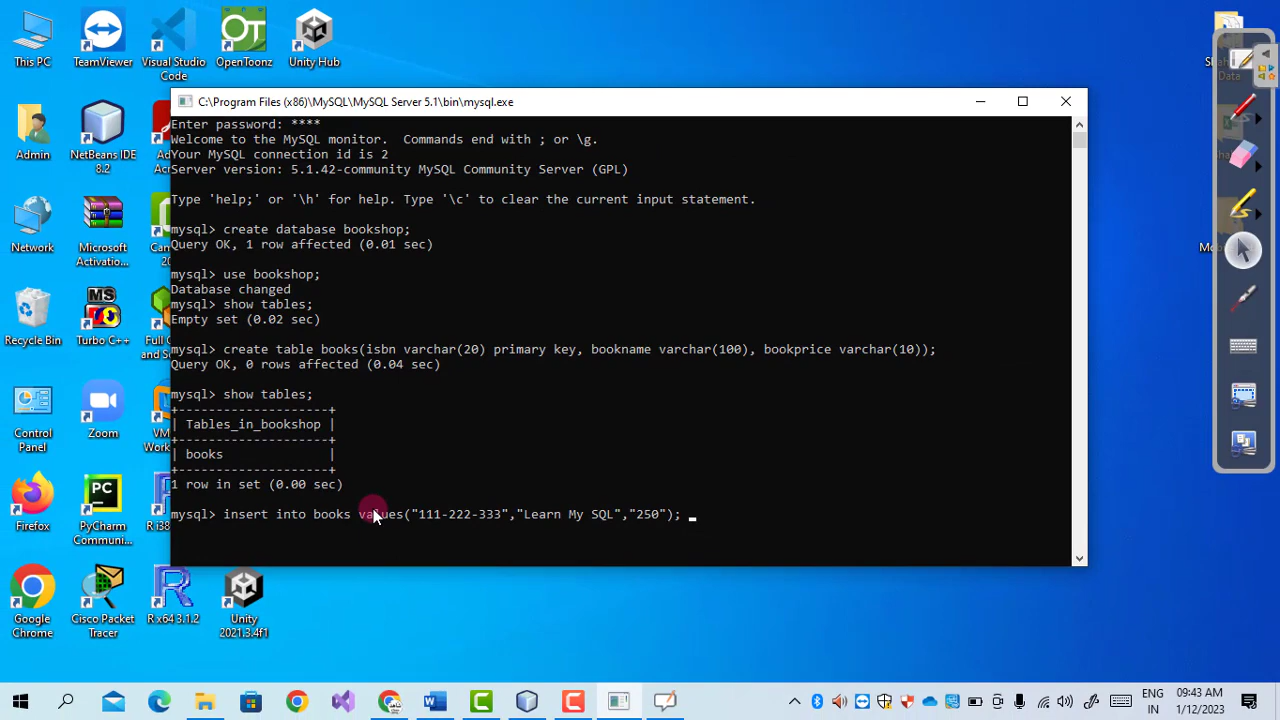 This PC
TeamViewer
Visual Studio Code
OpenToonz
Unity Hub
C:\Program Files (x86)\MySQL\MySQL Server 5.1\bin\mysql.exe
Enter password: ****
Welcome to the MySQL monitor.  Commands end with ; or \g.
Your MySQL connection id is 2
Server version: 5.1.42-community MySQL Community Server (GPL)
Type 'help;' or '\h' for help. Type '\c' to clear the current input statement.
mysql> create database bookshop;
Query OK, 1 row affected (0.01 sec)
mysql> use bookshop;
Database changed
mysql> show tables;
Empty set (0.02 sec)
mysql> create table books(isbn varchar(20) primary key, bookname varchar(100), bookprice varchar(10));
Query OK, 0 rows affected (0.04 sec)
mysql> show tables;
+--------------------+
| Tables_in_bookshop |
+--------------------+
| books              |
+--------------------+
1 row in set (0.00 sec)
mysql> insert into books values("111-222-333","Learn My SQL","250"); _
Admin
NetBeans IDE 8.2
Network
Microsoft Activatio...
Recycle Bin
Turbo C++
Control Panel
Zoom
Firefox
PyCharm Communi...
R i38
Google Chrome
Cisco Packet Tracer
R x64 3.1.2
Unity 2021.3.4f1
Data
ENG
IN
09:43 AM
1/12/2023